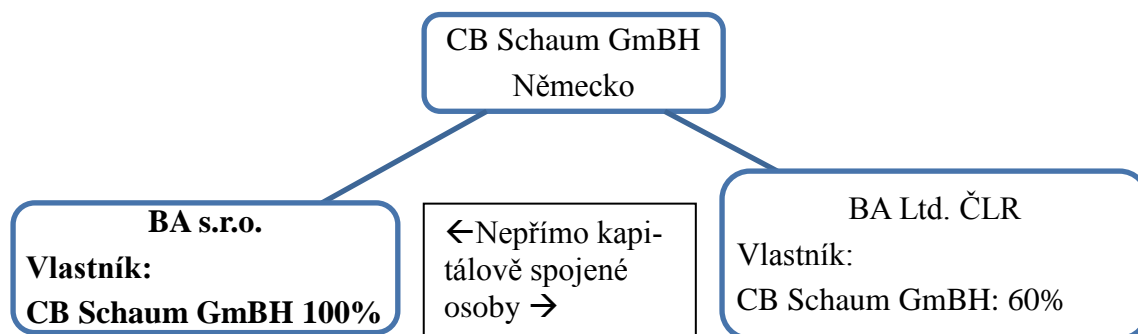 CB Schaum GmBH
Německo
BA s.r.o.
Vlastník:
CB Schaum GmBH 100%
←Nepřímo kapi-
tálově spojené
osoby →
BA Ltd. ČLR
Vlastník:
CB Schaum GmBH: 60%